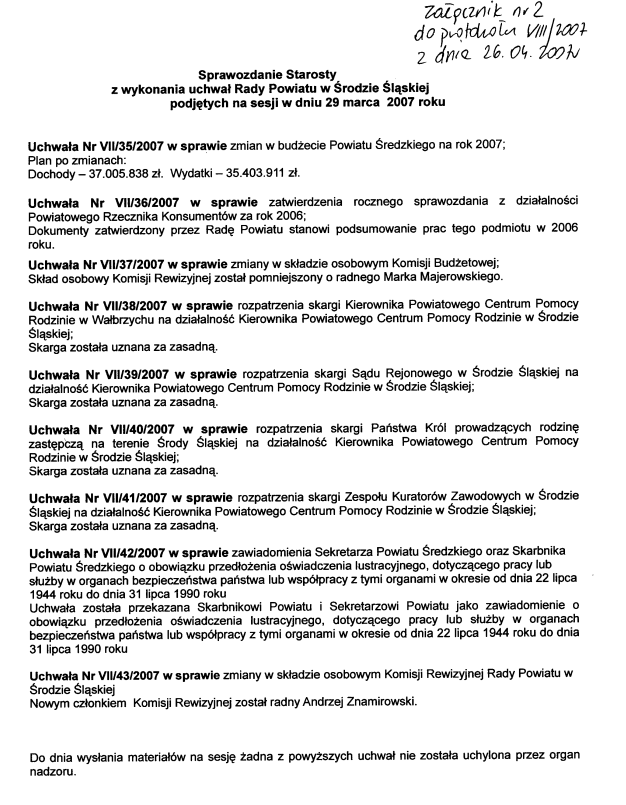 Załącznik nr 2
do protokołu VIII/2007
z dnia 26.04.2007r
Sprawozdanie Starosty
z wykonania uchwał Rady Powiatu w Środzie Śląskiej
podjętych na sesji w dniu 29 marca 2007 roku
Uchwała Nr VII/35/2007 w sprawie zmian w budżecie Powiatu Średzkiego na rok 2007;
Plan po zmianach:
Dochody – 37.005.838 zł. Wydatki – 35.403.911 zł.
Uchwała Nr VII/36/2007 w sprawie zatwierdzenia rocznego sprawozdania z działalności
Powiatowego Rzecznika Konsumentów za rok 2006;
Dokumenty zatwierdzony przez Radę Powiatu stanowi podsumowanie prac tego podmiotu w 2006
roku.
Uchwała Nr VII/37/2007 w sprawie zmiany w składzie osobowym Komisji Budżetowej;
Skład osobowy Komisji Rewizyjnej został pomniejszony o radnego Marka Majerowskiego.
Uchwała Nr VII/38/2007 w sprawie rozpatrzenia skargi Kierownika Powiatowego Centrum Pomocy
Rodzinie w Wałbrzychu na działalność Kierownika Powiatowego Centrum Pomocy Rodzinie w Środzie
Śląskiej;
Skarga została uznana za zasadną.
Uchwała Nr VII/39/2007 w sprawie rozpatrzenia skargi Sądu Rejonowego w Środzie Śląskiej na
działalność Kierownika Powiatowego Centrum Pomocy Rodzinie w Środzie Śląskiej;
Skarga została uznana za zasadną.
Uchwała Nr VII/40/2007 w sprawie rozpatrzenia skargi Państwa Król prowadzących rodzinę
zastępczą na terenie Środy Śląskiej na działalność Kierownika Powiatowego Centrum Pomocy
Rodzinie w Środzie Śląskiej;
Skarga została uznana za zasadną.
Uchwała Nr VII/41/2007 w sprawie rozpatrzenia skargi Zespołu Kuratorów Zawodowych w Środzie
Śląskiej na działalność Kierownika Powiatowego Centrum Pomocy Rodzinie w Środzie Śląskiej;
Skarga została uznana za zasadną.
Uchwała Nr VII/42/2007 w sprawie zawiadomienia Sekretarza Powiatu Średzkiego oraz Skarbnika
Powiatu Średzkiego o obowiązku przedłożenia oświadczenia lustracyjnego, dotyczącego pracy lub
służby w organach bezpieczeństwa państwa lub współpracy z tymi organami w okresie od dnia 22 lipca
1944 roku do dnia 31 lipca 1990 roku
Uchwała została przekazana Skarbnikowi Powiatu i Sekretarzowi Powiatu jako zawiadomienie o
obowiązku przedłożenia oświadczenia lustracyjnego, dotyczącego pracy lub służby w organach
bezpieczeństwa państwa lub współpracy z tymi organami w okresie od dnia 22 lipca 1944 roku do dnia
31 lipca 1990 roku
Uchwała Nr VII/43/2007 w sprawie zmiany w składzie osobowym Komisji Rewizyjnej Rady Powiatu w
Środzie Śląskiej
Nowym członkiem Komisji Rewizyjnej został radny Andrzej Znamirowski.
Do dnia wysłania materiałów na sesję żadna z powyższych uchwał nie została uchylona przez organ
nadzoru.